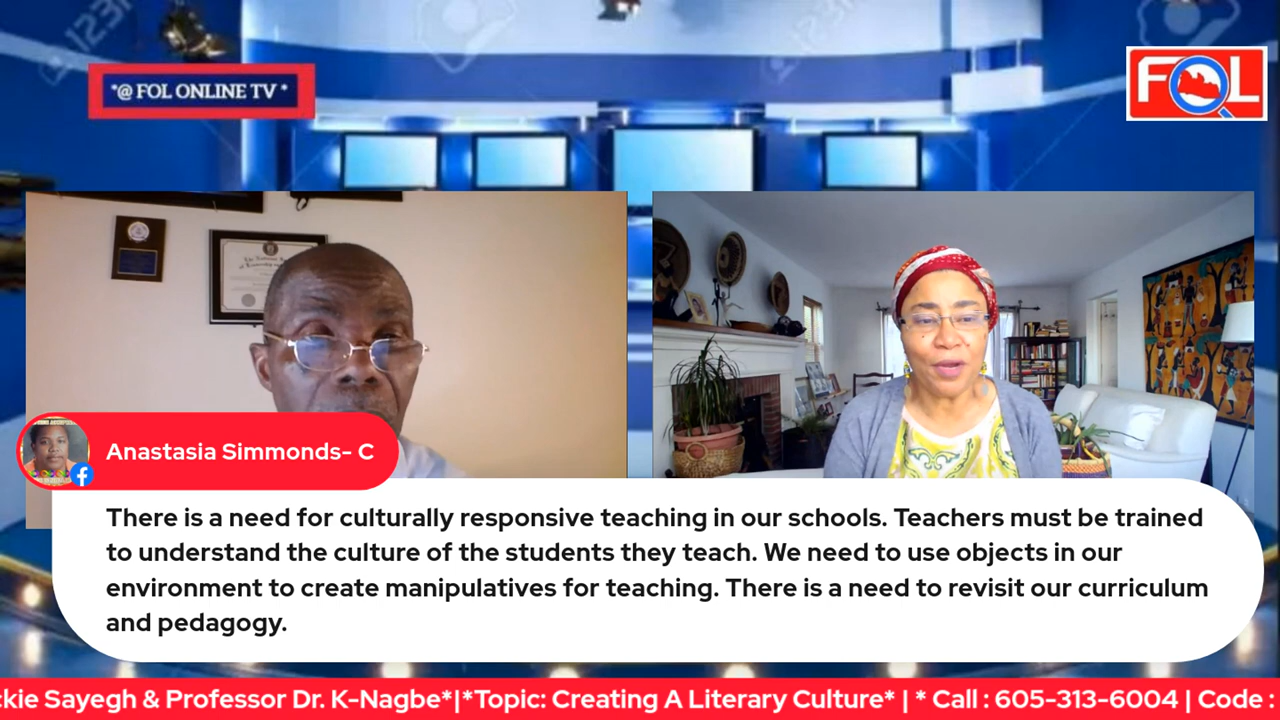 *@ FOL ONLINE TV *
FOL
Anastasia Simmonds- C
There is a need for culturally responsive teaching in our schools. Teachers must be trained
to understand the culture of the students they teach. We need to use objects in our
environment to create manipulatives for teaching. There is a need to revisit our curriculum
and pedagogy.
ckie Sayegh & Professor Dr. K-Nagbe*|*Topic: Creating A Literary Culture* | * Call : 605-313-6004 | Code :